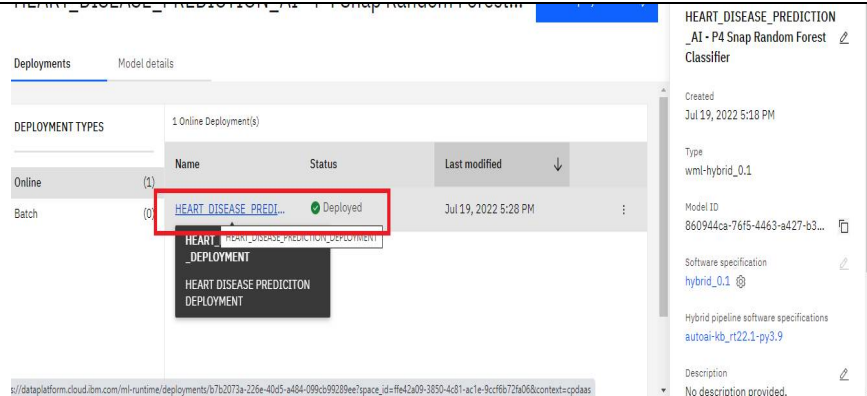 HEART_DISEASE_PREDICTION_AI - P4 Snap Random Forest...
Deployments
Model details
DEPLOYMENT TYPES
Online (1)
Batch (0)
1 Online Deployment(s)
Name Status Last modified
HEART_DISEASE_PREDI... Deployed Jul 19, 2022 5:28 PM
HEART_DISEASE_PREDICTION_DEPLOYMENT
HEART_
_DEPLOYMENT
HEART DISEASE PREDICITON
DEPLOYMENT
s://dataplatform.cloud.ibm.com/ml-runtime/deployments/b7b2073a-226e-40d5-a484-099cb99289ee?space_id=ffe42a09-3850-4c81-ac1e-9ccf6b72fa06&context=cpdaas
HEART_DISEASE_PREDICTION
_AI - P4 Snap Random Forest
Classifier
Created
Jul 19, 2022 5:18 PM
Type
wml-hybrid_0.1
Model ID
860944ca-76f5-4463-a427-b3...
Software specification
hybrid_0.1
Hybrid pipeline software specifications
autoai-kb_rt22.1-py3.9
Description
No description provided.